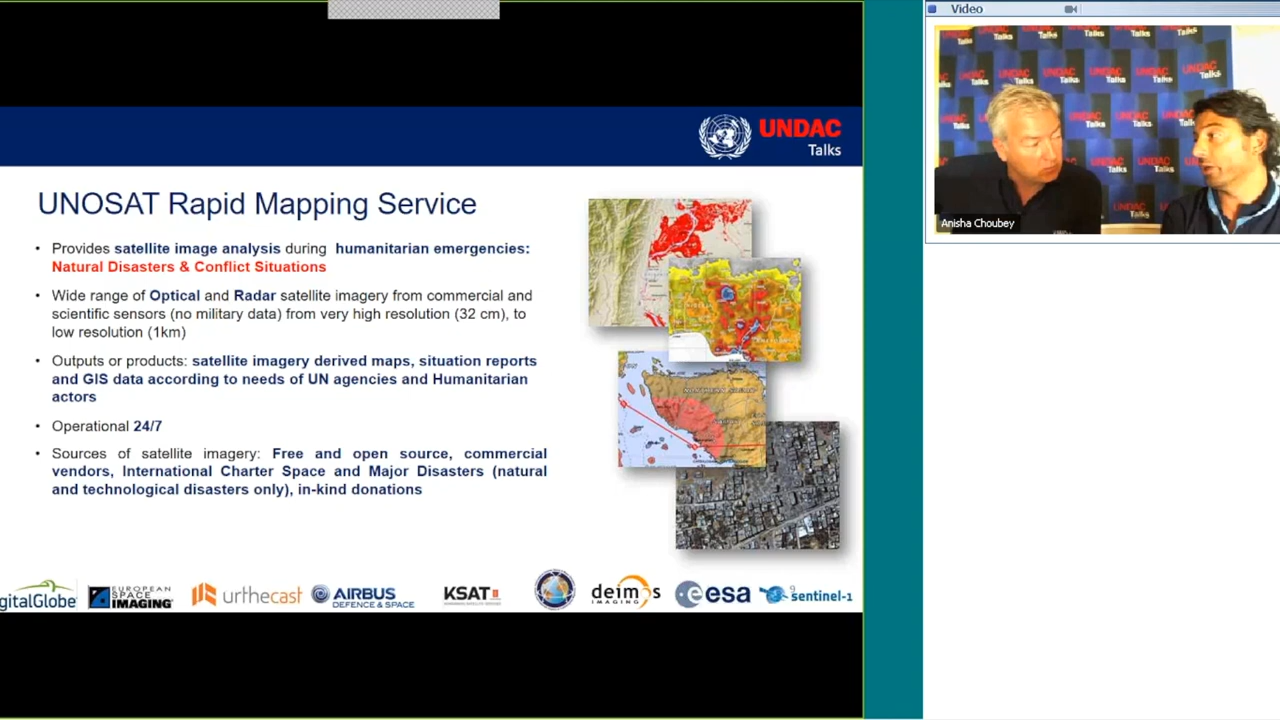 UNDAC
Talks
UNOSAT Rapid Mapping Service
• Provides satellite image analysis during humanitarian emergencies:
Natural Disasters & Conflict Situations
• Wide range of Optical and Radar satellite imagery from commercial and
scientific sensors (no military data) from very high resolution (32 cm), to
low resolution (1km)
• Outputs or products: satellite imagery derived maps, situation reports
and GIS data according to needs of UN agencies and Humanitarian
actors
• Operational 24/7
• Sources of satellite imagery: Free and open source, commercial
vendors, International Charter Space and Major Disasters (natural
and technological disasters only), in-kind donations
gitalGlobe
EUROPEAN
SPACE
IMAGING
urthecast
AIRBUS
DEFENCE & SPACE
KSAT
deimos
IMAGING
esa
sentinel-1
Video
UNDAC
Talks
Anisha Choubey